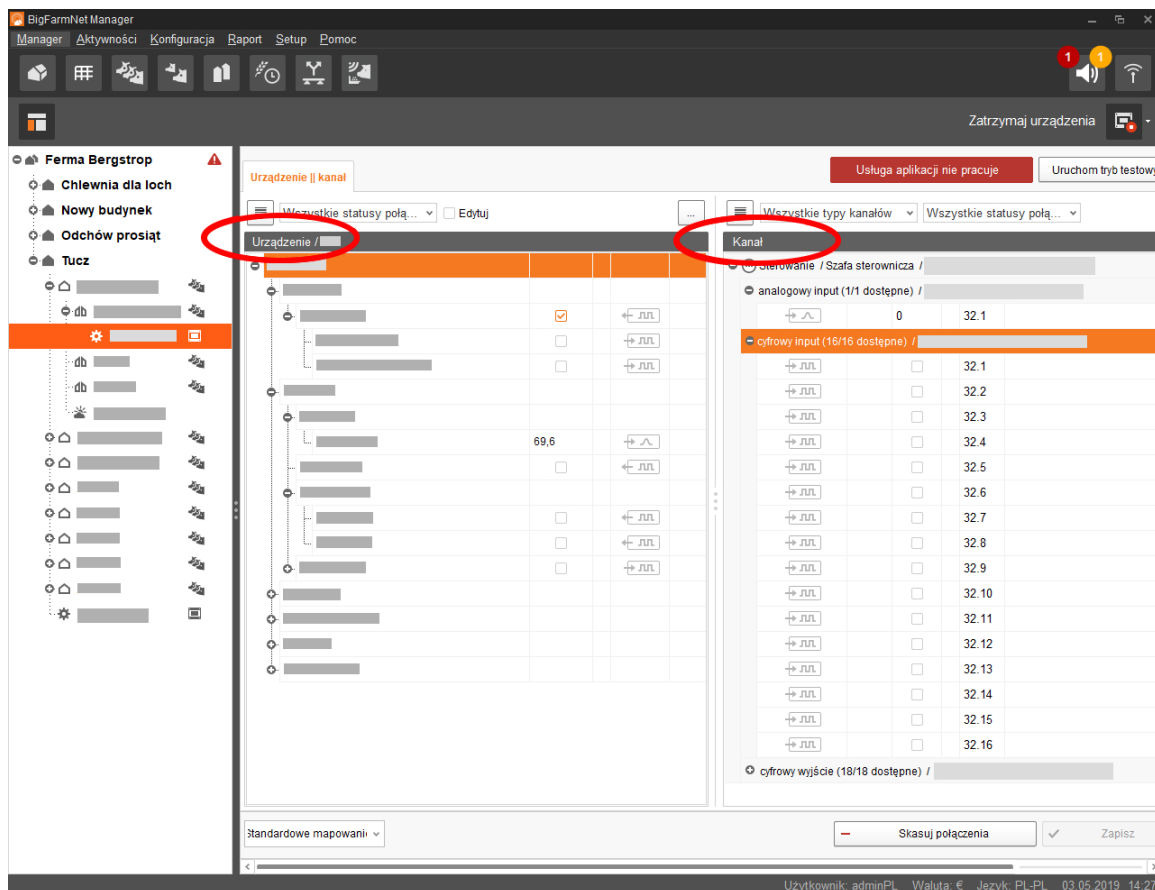 BigFarmNet Manager
Manager Aktywności Konfiguracja Raport Setup Pomoc
1 1
Zatrzymaj urządzenia
Ferma Bergstrop
Chlewnia dla loch
Nowy budynek
Odchów prosiąt
Tucz
Urządzenie || kanał
Usługa aplikacji nie pracuje
Uruchom tryb testowy
Wszystkie statusy połą...
Edytuj
...
Wszystkie typy kanałów
Wszystkie statusy połą...
Urządzenie /
Kanał
Sterowanie / Szafa sterownicza /
analogowy input (1/1 dostępne) /
0 32.1
cyfrowy input (16/16 dostępne) /
32.1
32.2
32.3
69,6
32.4
32.5
32.6
32.7
32.8
32.9
32.10
32.11
32.12
32.13
32.14
32.15
32.16
cyfrowy wyjście (18/18 dostępne) /
Standardowe mapowani
Skasuj połączenia
Zapisz
Użytkownik: adminPL Waluta: € Język: PL-PL 03.05.2019 14:27